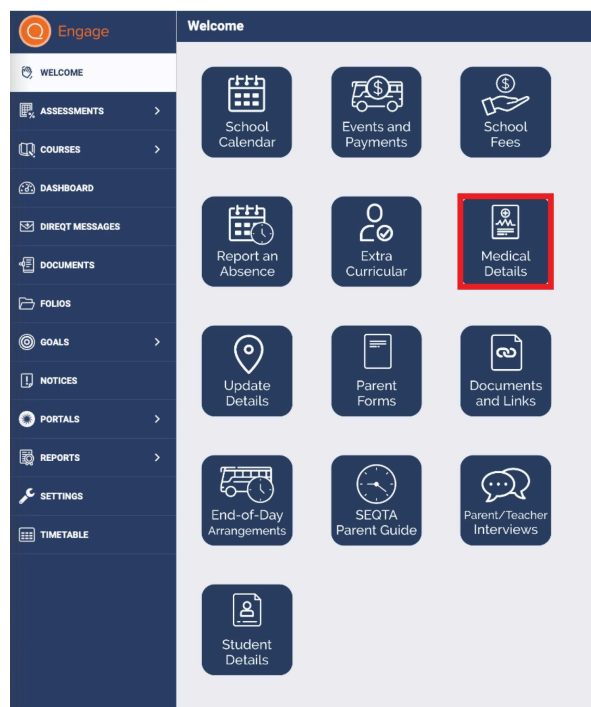 Engage
Welcome
WELCOME
ASSESSMENTS
COURSES
DASHBOARD
DIREQT MESSAGES
DOCUMENTS
FOLIOS
GOALS
NOTICES
PORTALS
REPORTS
SETTINGS
TIMETABLE
School
Calendar
Events and
Payments
School
Fees
Report an
Absence
Extra
Curricular
Medical
Details
Update
Details
Parent
Forms
Documents
and Links
End-of-Day
Arrangements
SEQTA
Parent Guide
Parent/Teacher
Interviews
Student
Details